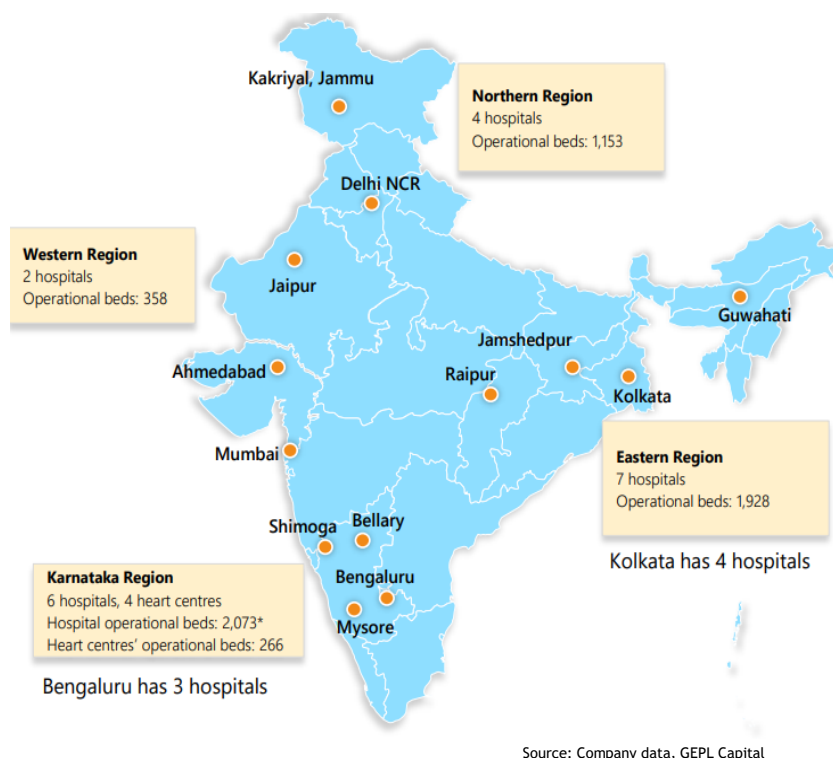 Kakriyal, Jammu
Northern Region
4 hospitals
Operational beds: 1,153
Delhi NCR
Western Region
2 hospitals
Operational beds: 358
Jaipur
Guwahati
Jamshedpur
Ahmedabad
Raipur
Kolkata
Mumbai
Eastern Region
7 hospitals
Operational beds: 1,928
Kolkata has 4 hospitals
Shimoga
Bellary
Bengaluru
Mysore
Karnataka Region
6 hospitals, 4 heart centres
Hospital operational beds: 2,073*
Heart centres’ operational beds: 266
Bengaluru has 3 hospitals
Source: Company data, GEPL Capital